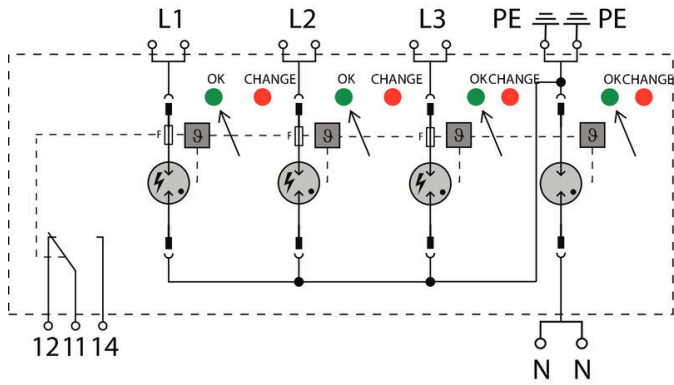 L1 L2 L3 PE PE
OK CHANGE OK CHANGE OK CHANGE OK CHANGE
F ϑ F ϑ F ϑ ϑ
12 11 14
N N